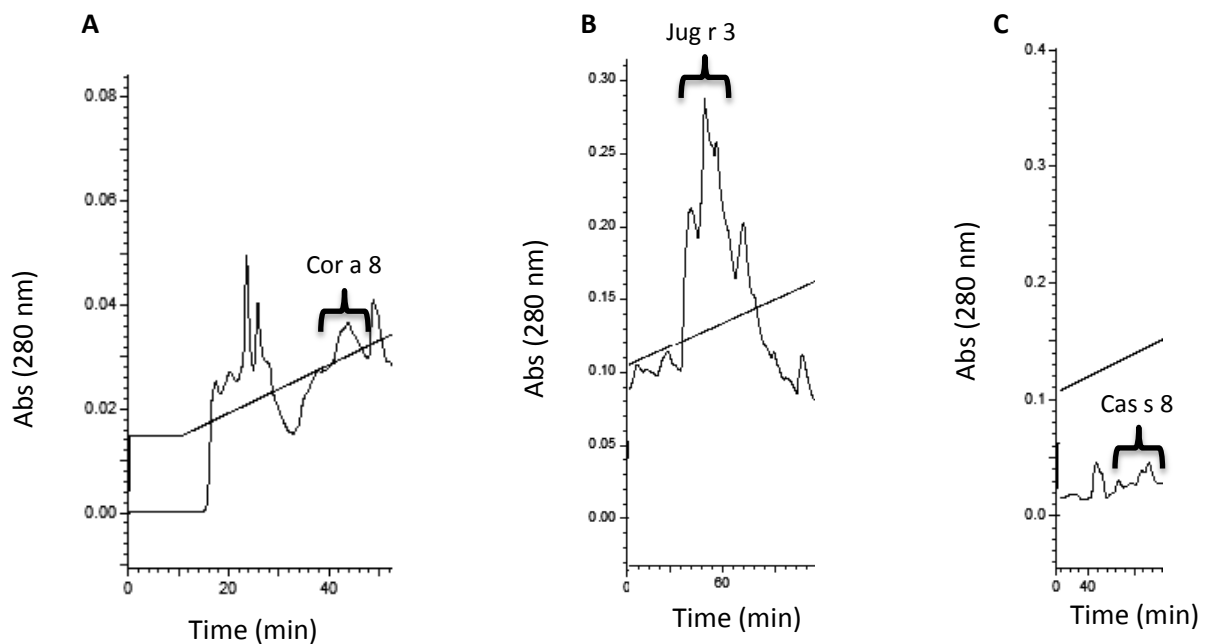 A
Cor a 8
Abs (280 nm)
0.08
0.06
0.04
0.02
0.00
0 20 40
Time (min)
B
Jug r 3
Abs (280 nm)
0.30
0.25
0.20
0.15
0.10
0.05
0.00
0 60
Time (min)
C
Cas s 8
Abs (280 nm)
0.4
0.3
0.2
0.1
0.0
0 40
Time (min)